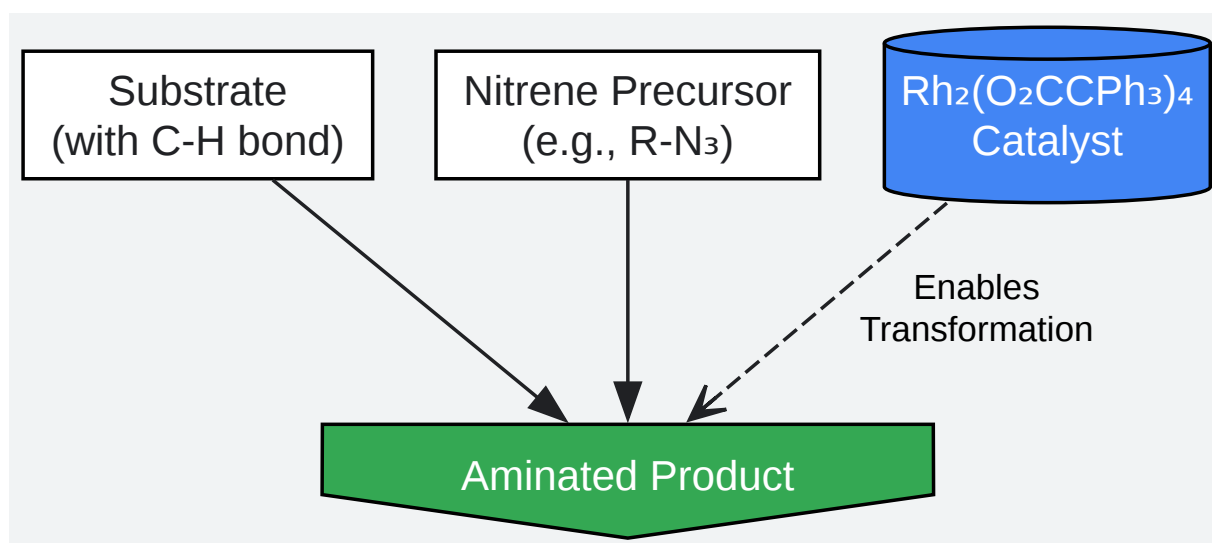 Substrate
(with C-H bond)
Nitrene Precursor
(e.g., R-N₃)
Rh₂(O₂CCPh₃)₄
Catalyst
Enables
Transformation
Aminated Product